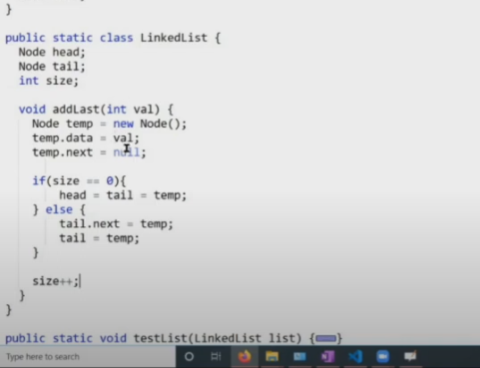 }
public static class LinkedList {
Node head;
Node tail;
int size;
void addLast(int val) {
Node temp = new Node();
temp.data = val;
temp.next = null;
if(size == 0){
head = tail = temp;
} else {
tail.next = temp;
tail = temp;
}
size++;
}
}
public static void testList(LinkedList list) {}
Type here to search